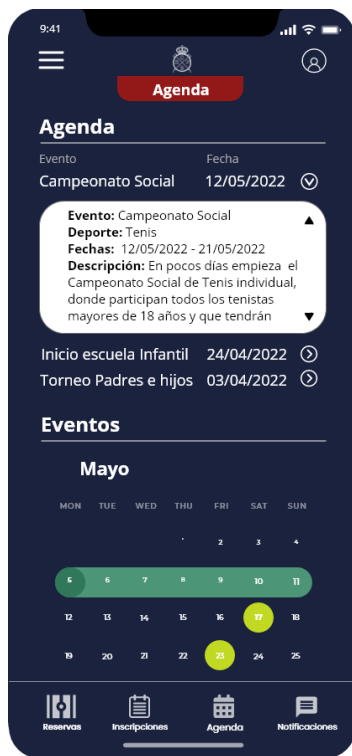 9:41
Agenda
Agenda
Evento Fecha
Campeonato Social 12/05/2022
Evento: Campeonato Social
Deporte: Tenis
Fechas: 12/05/2022 - 21/05/2022
Descripción: En pocos días empieza el
Campeonato Social de Tenis individual,
donde participan todos los tenistas
mayores de 18 años y que tendrán
Inicio escuela Infantil 24/04/2022
Torneo Padres e hijos 03/04/2022
Eventos
Mayo
MON TUE WED THU FRI SAT SUN
2 3 4
5 6 7 8 9 10 11
12 13 14 15 16 17 18
19 20 21 22 23 24 25
Reservas Inscripciones Agenda Notificaciones